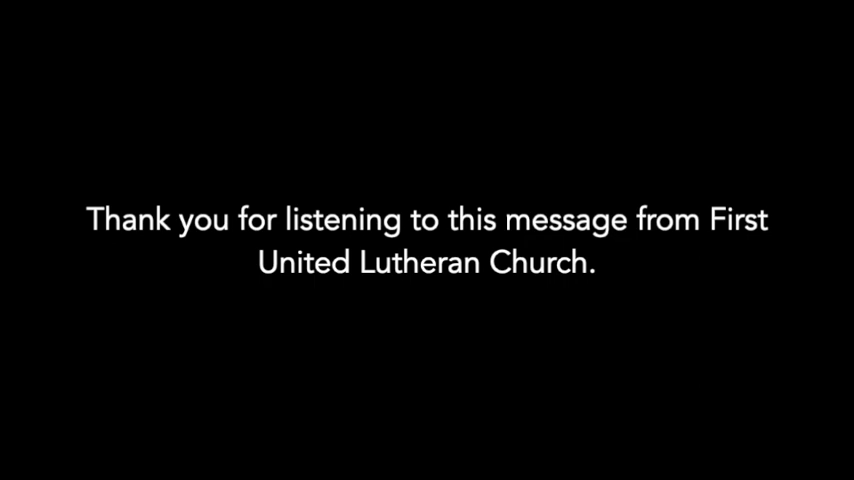 Thank you for listening to this message from First
United Lutheran Church.